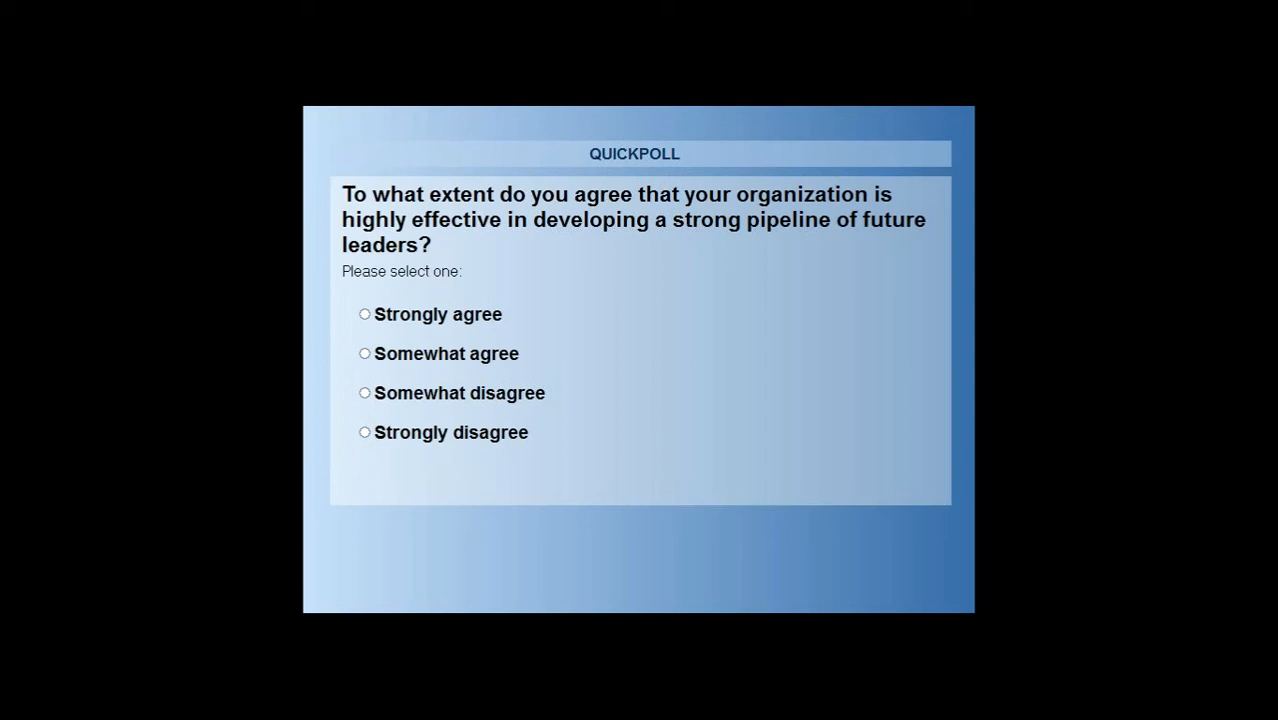 QUICKPOLL
To what extent do you agree that your organization is
highly effective in developing a strong pipeline of future
leaders?
Please select one:
Strongly agree
Somewhat agree
Somewhat disagree
Strongly disagree